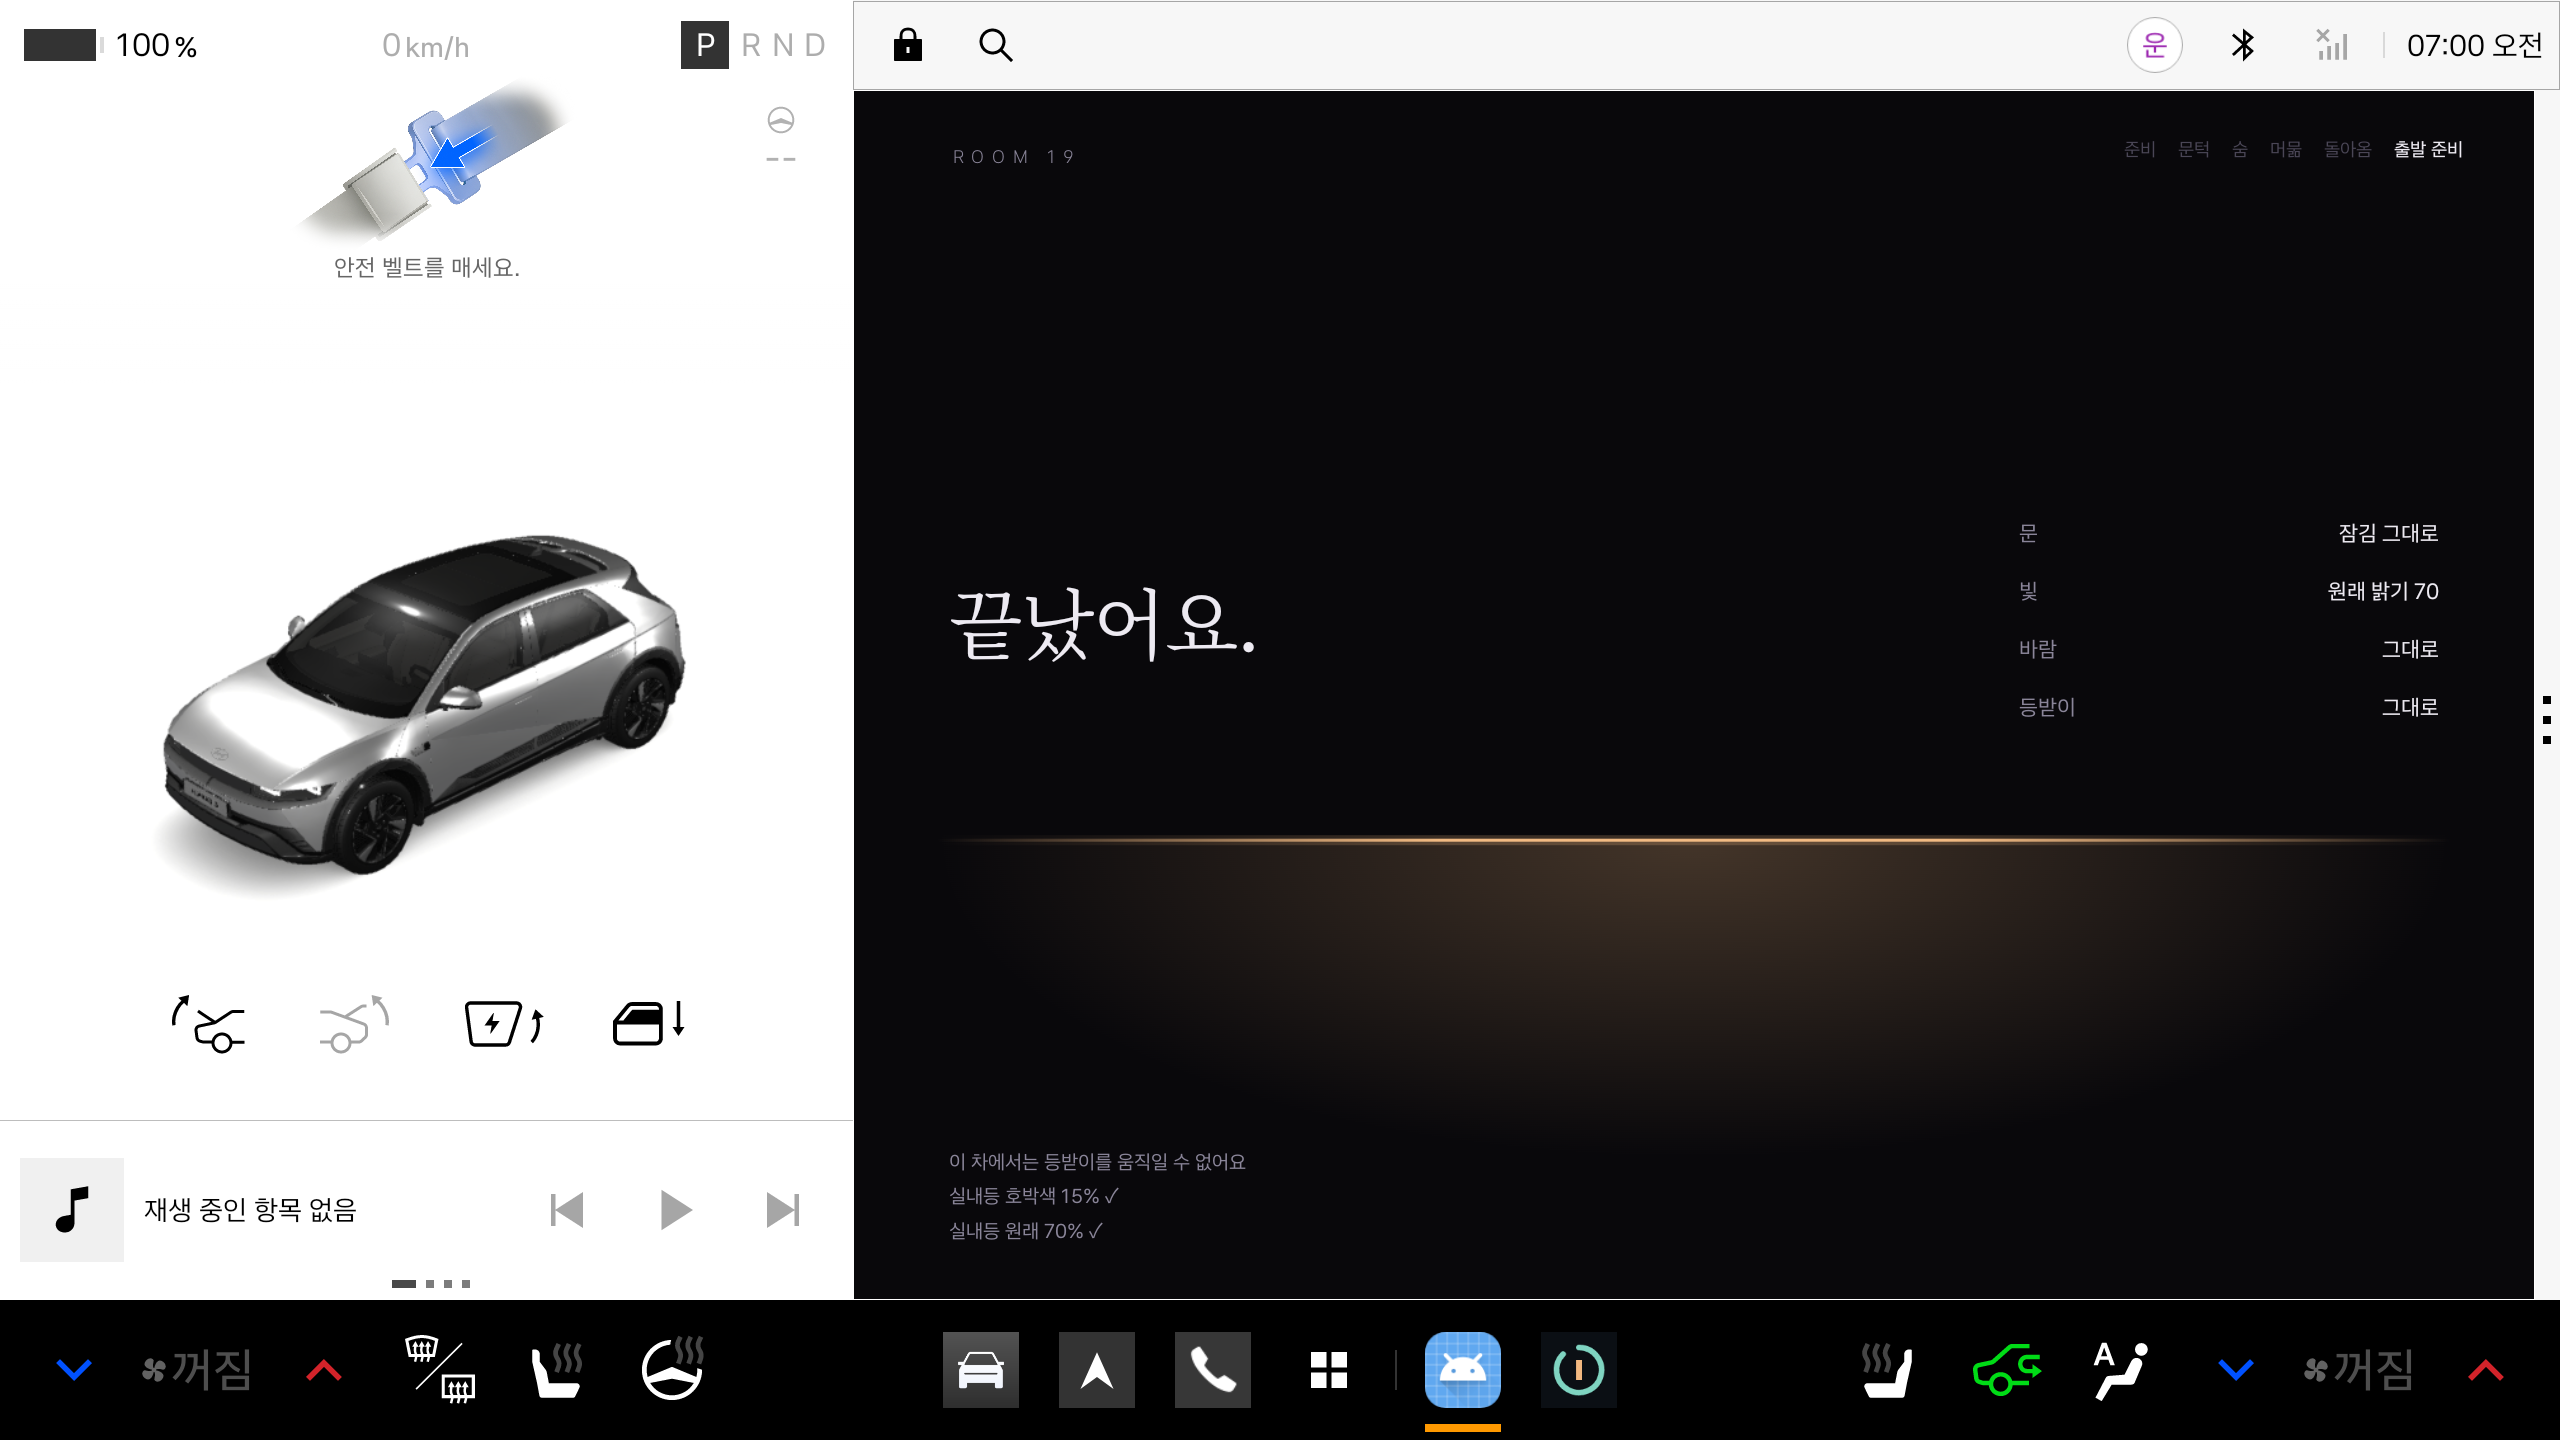 100%
0 km/h
P R N D
07:00 오전
운
안전 벨트를 매세요.
ROOM 19
준비 문턱 숨 머묾 돌아옴 출발 준비
끝났어요.
문 잠김 그대로
빛 원래 밝기 70
바람 그대로
등받이 그대로
이 차에서는 등받이를 움직일 수 없어요
실내등 호박색 15% ✓
실내등 원래 70% ✓
재생 중인 항목 없음
꺼짐
A
꺼짐